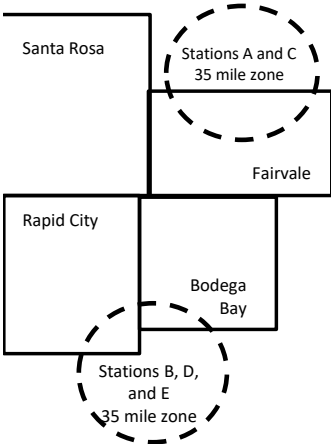 Santa Rosa
Stations A and C
35 mile zone
Fairvale
Rapid City
Bodega
Bay
Stations B, D,
and E
35 mile zone